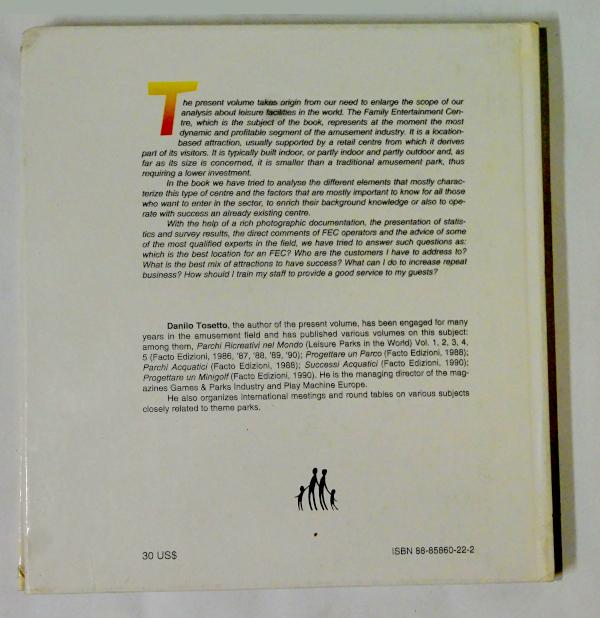 The present volume takes origin from our need to enlarge the scope of our
analysis about leisure facilities in the world. The Family Entertainment Cen-
tre, which is the subject of the book, represents at the moment the most
dynamic and profitable segment of the amusement industry. It is a location-
based attraction, usually supported by a retail centre from which it derives
part of its visitors. It is typically built indoor, or partly indoor and partly outdoor and, as
far as its size is concerned, it is smaller than a traditional amusement park, thus
requiring a lower investment.
In the book we have tried to analyse the different elements that mostly charac-
terize this type of centre and the factors that are mostly important to know for all those
who want to enter in the sector, to enrich their background knowledge or also to ope-
rate with success an already existing centre.
With the help of a rich photographic documentation, the presentation of statis-
tics and survey results, the direct comments of FEC operators and the advice of some
of the most qualified experts in the field, we have tried to answer such questions as:
which is the best location for an FEC? Who are the customers I have to address to?
What is the best mix of attractions to have success? What can I do to increase repeat
business? How should I train my staff to provide a good service to my guests?
Danilo Tosetto, the author of the present volume, has been engaged for many
years in the amusement field and has published various volumes on this subject:
among them, Parchi Ricreativi nel Mondo (Leisure Parks in the World) Vol. 1, 2, 3, 4,
5 (Facto Edizioni, 1986, '87, '88, '89, '90); Progettare un Parco (Facto Edizioni, 1988);
Parchi Acquatici (Facto Edizioni, 1988); Successi Acquatici (Facto Edizioni, 1990);
Progettare un Minigolf (Facto Edizioni, 1990). He is the managing director of the mag-
azines Games & Parks Industry and Play Machine Europe.
He also organizes international meetings and round tables on various subjects
closely related to theme parks.
30 US$
ISBN 88-85860-22-2